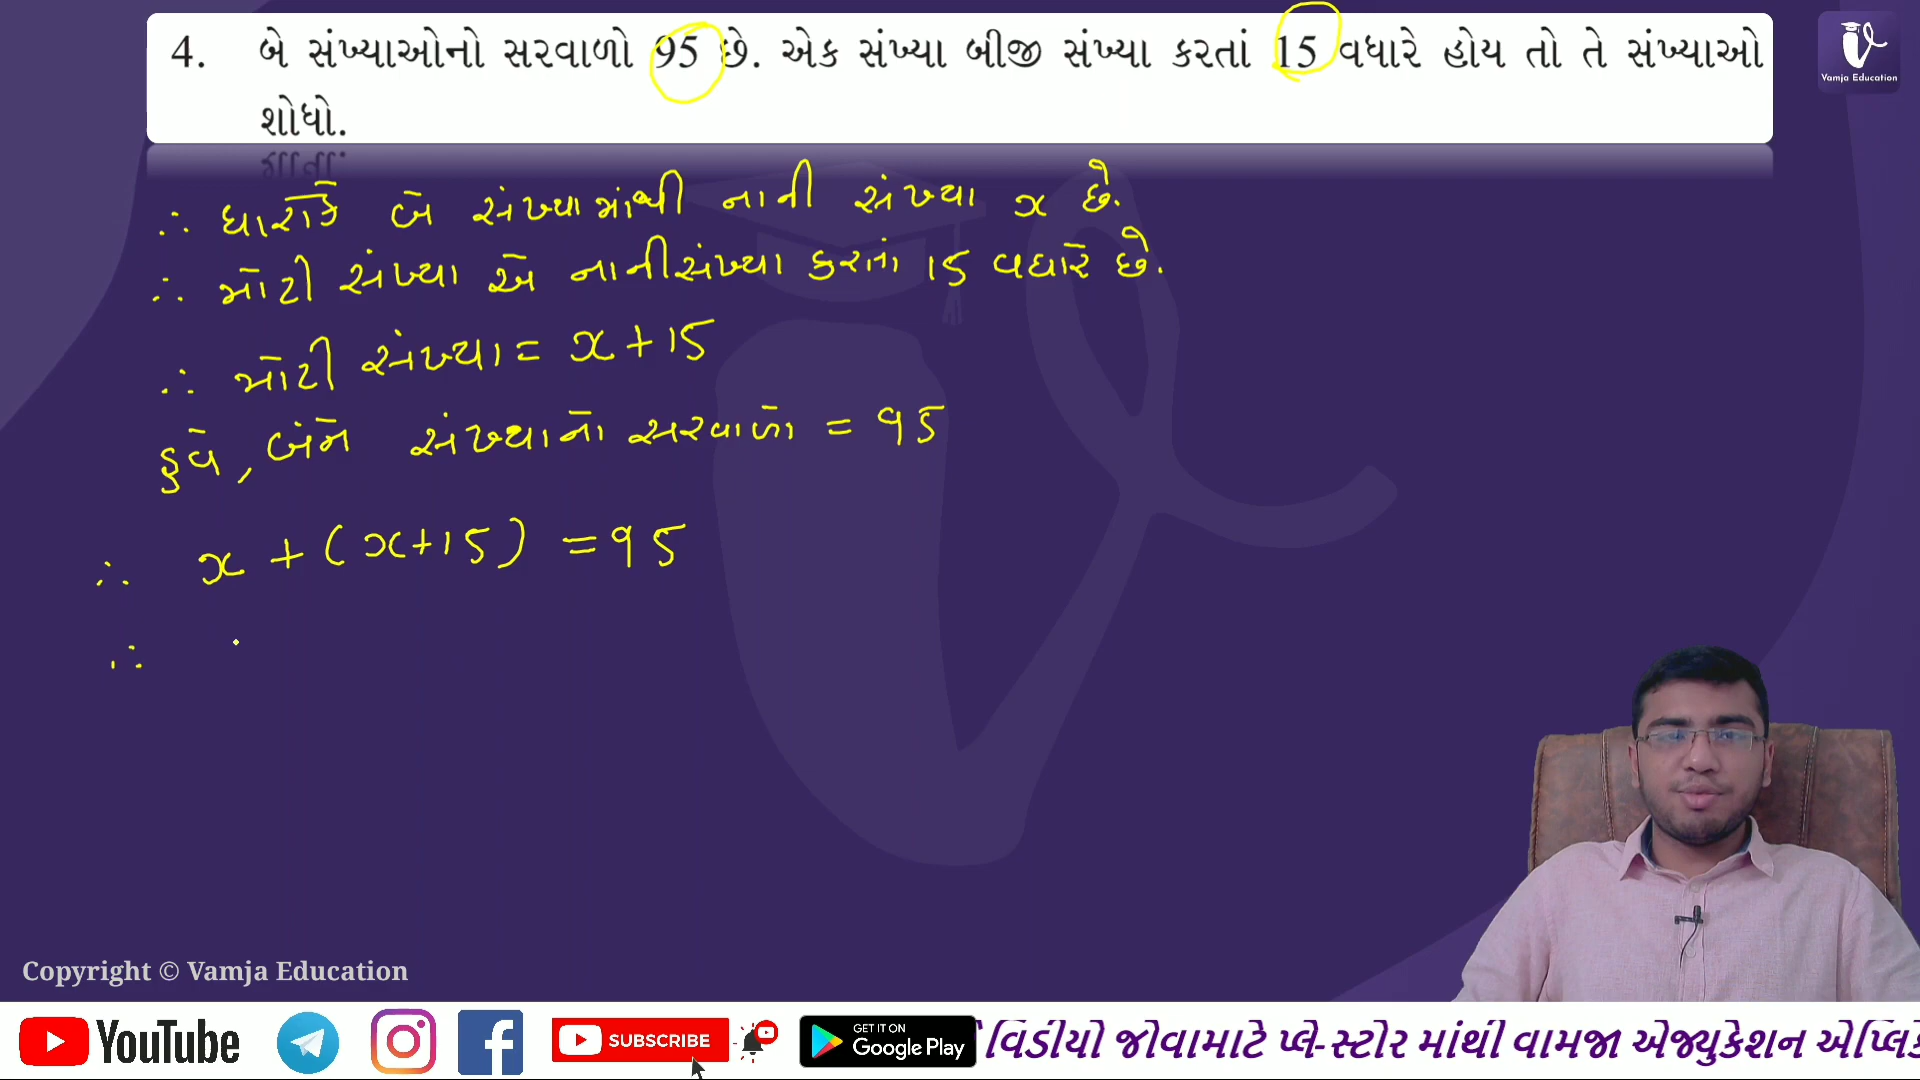 4. બે સંખ્યાઓનો સરવાળો 95 છે. એક સંખ્યા બીજી સંખ્યા કરતાં 15 વધારે હોય તો તે સંખ્યાઓ
શોધો.
Vamja Education
∴ ધારોકે બે સંખ્યામાંથી નાની સંખ્યા x છે.
∴ મોટી સંખ્યા એ નાની સંખ્યા કરતાં 15 વધારે છે.
∴ મોટી સંખ્યા = x + 15
હવે, બંને સંખ્યાનો સરવાળો = 95
∴ x + (x+15) = 95
∴
Copyright © Vamja Education
YouTube
SUBSCRIBE
GET IT ON
Google Play
વિડીયો જોવામાટે પ્લે-સ્ટોર માંથી વામજા એજ્યુકેશન